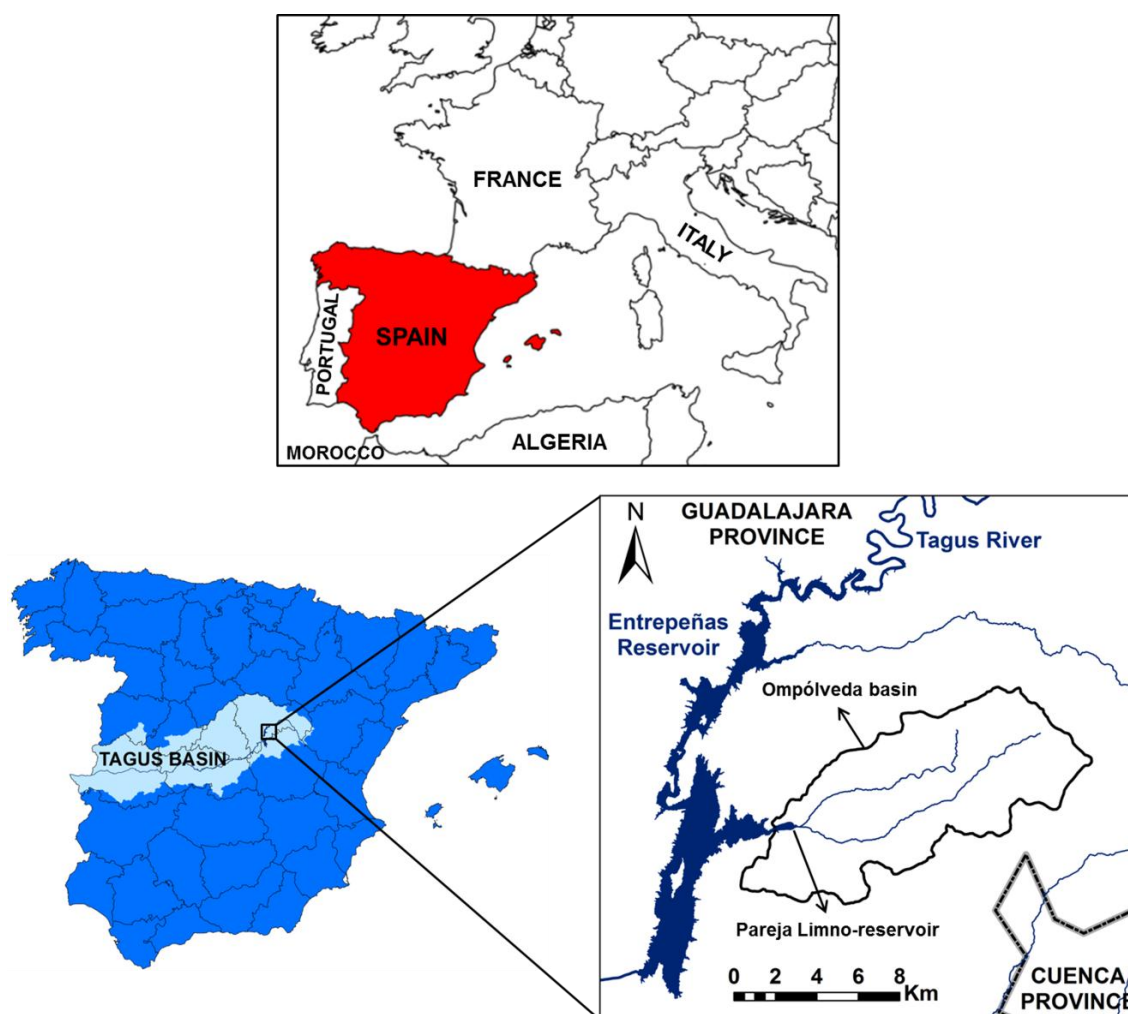 FRANCE
ITALY
PORTUGAL
SPAIN
ALGERIA
MOROCCO
N
GUADALAJARA
PROVINCE
Tagus River
Entrepeñas
Reservoir
Ompólveda basin
TAGUS BASIN
Pareja Limno-reservoir
0 2 4 6 8
Km
CUENCA
PROVINCE